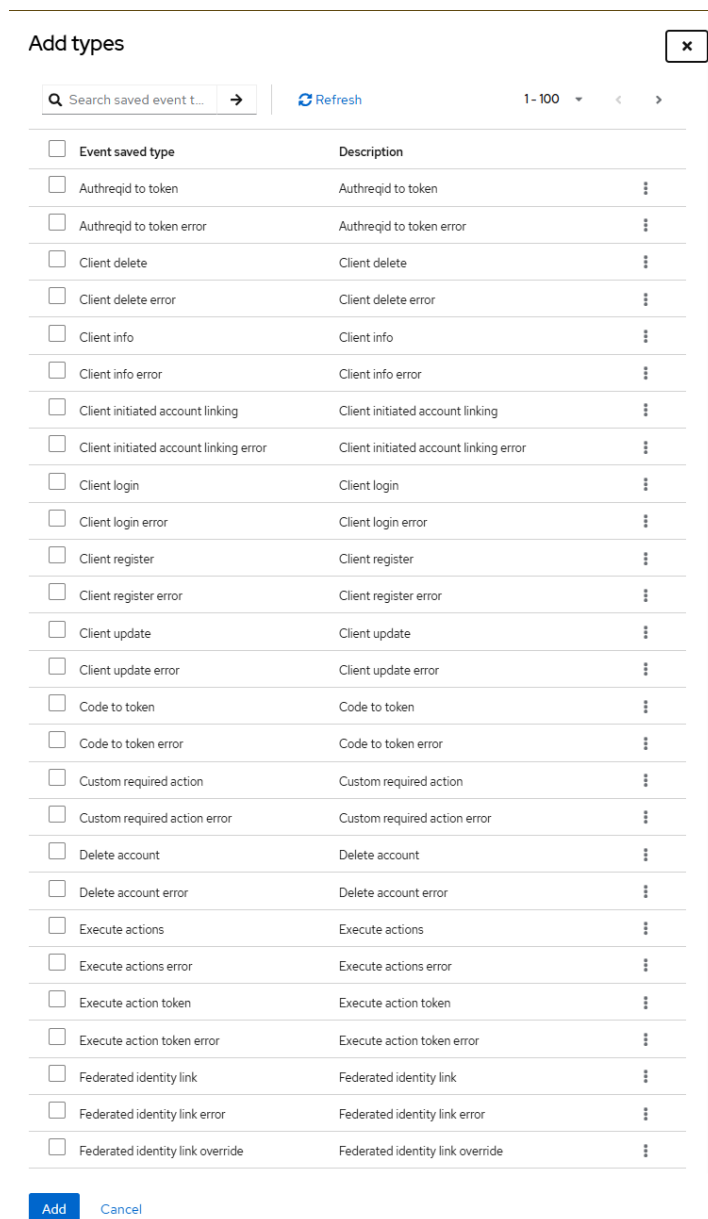 Add types
Search saved event t...
Refresh
1 - 100
Event saved type Description
Authreqid to token Authreqid to token
Authreqid to token error Authreqid to token error
Client delete Client delete
Client delete error Client delete error
Client info Client info
Client info error Client info error
Client initiated account linking Client initiated account linking
Client initiated account linking error Client initiated account linking error
Client login Client login
Client login error Client login error
Client register Client register
Client register error Client register error
Client update Client update
Client update error Client update error
Code to token Code to token
Code to token error Code to token error
Custom required action Custom required action
Custom required action error Custom required action error
Delete account Delete account
Delete account error Delete account error
Execute actions Execute actions
Execute actions error Execute actions error
Execute action token Execute action token
Execute action token error Execute action token error
Federated identity link Federated identity link
Federated identity link error Federated identity link error
Federated identity link override Federated identity link override
Add Cancel